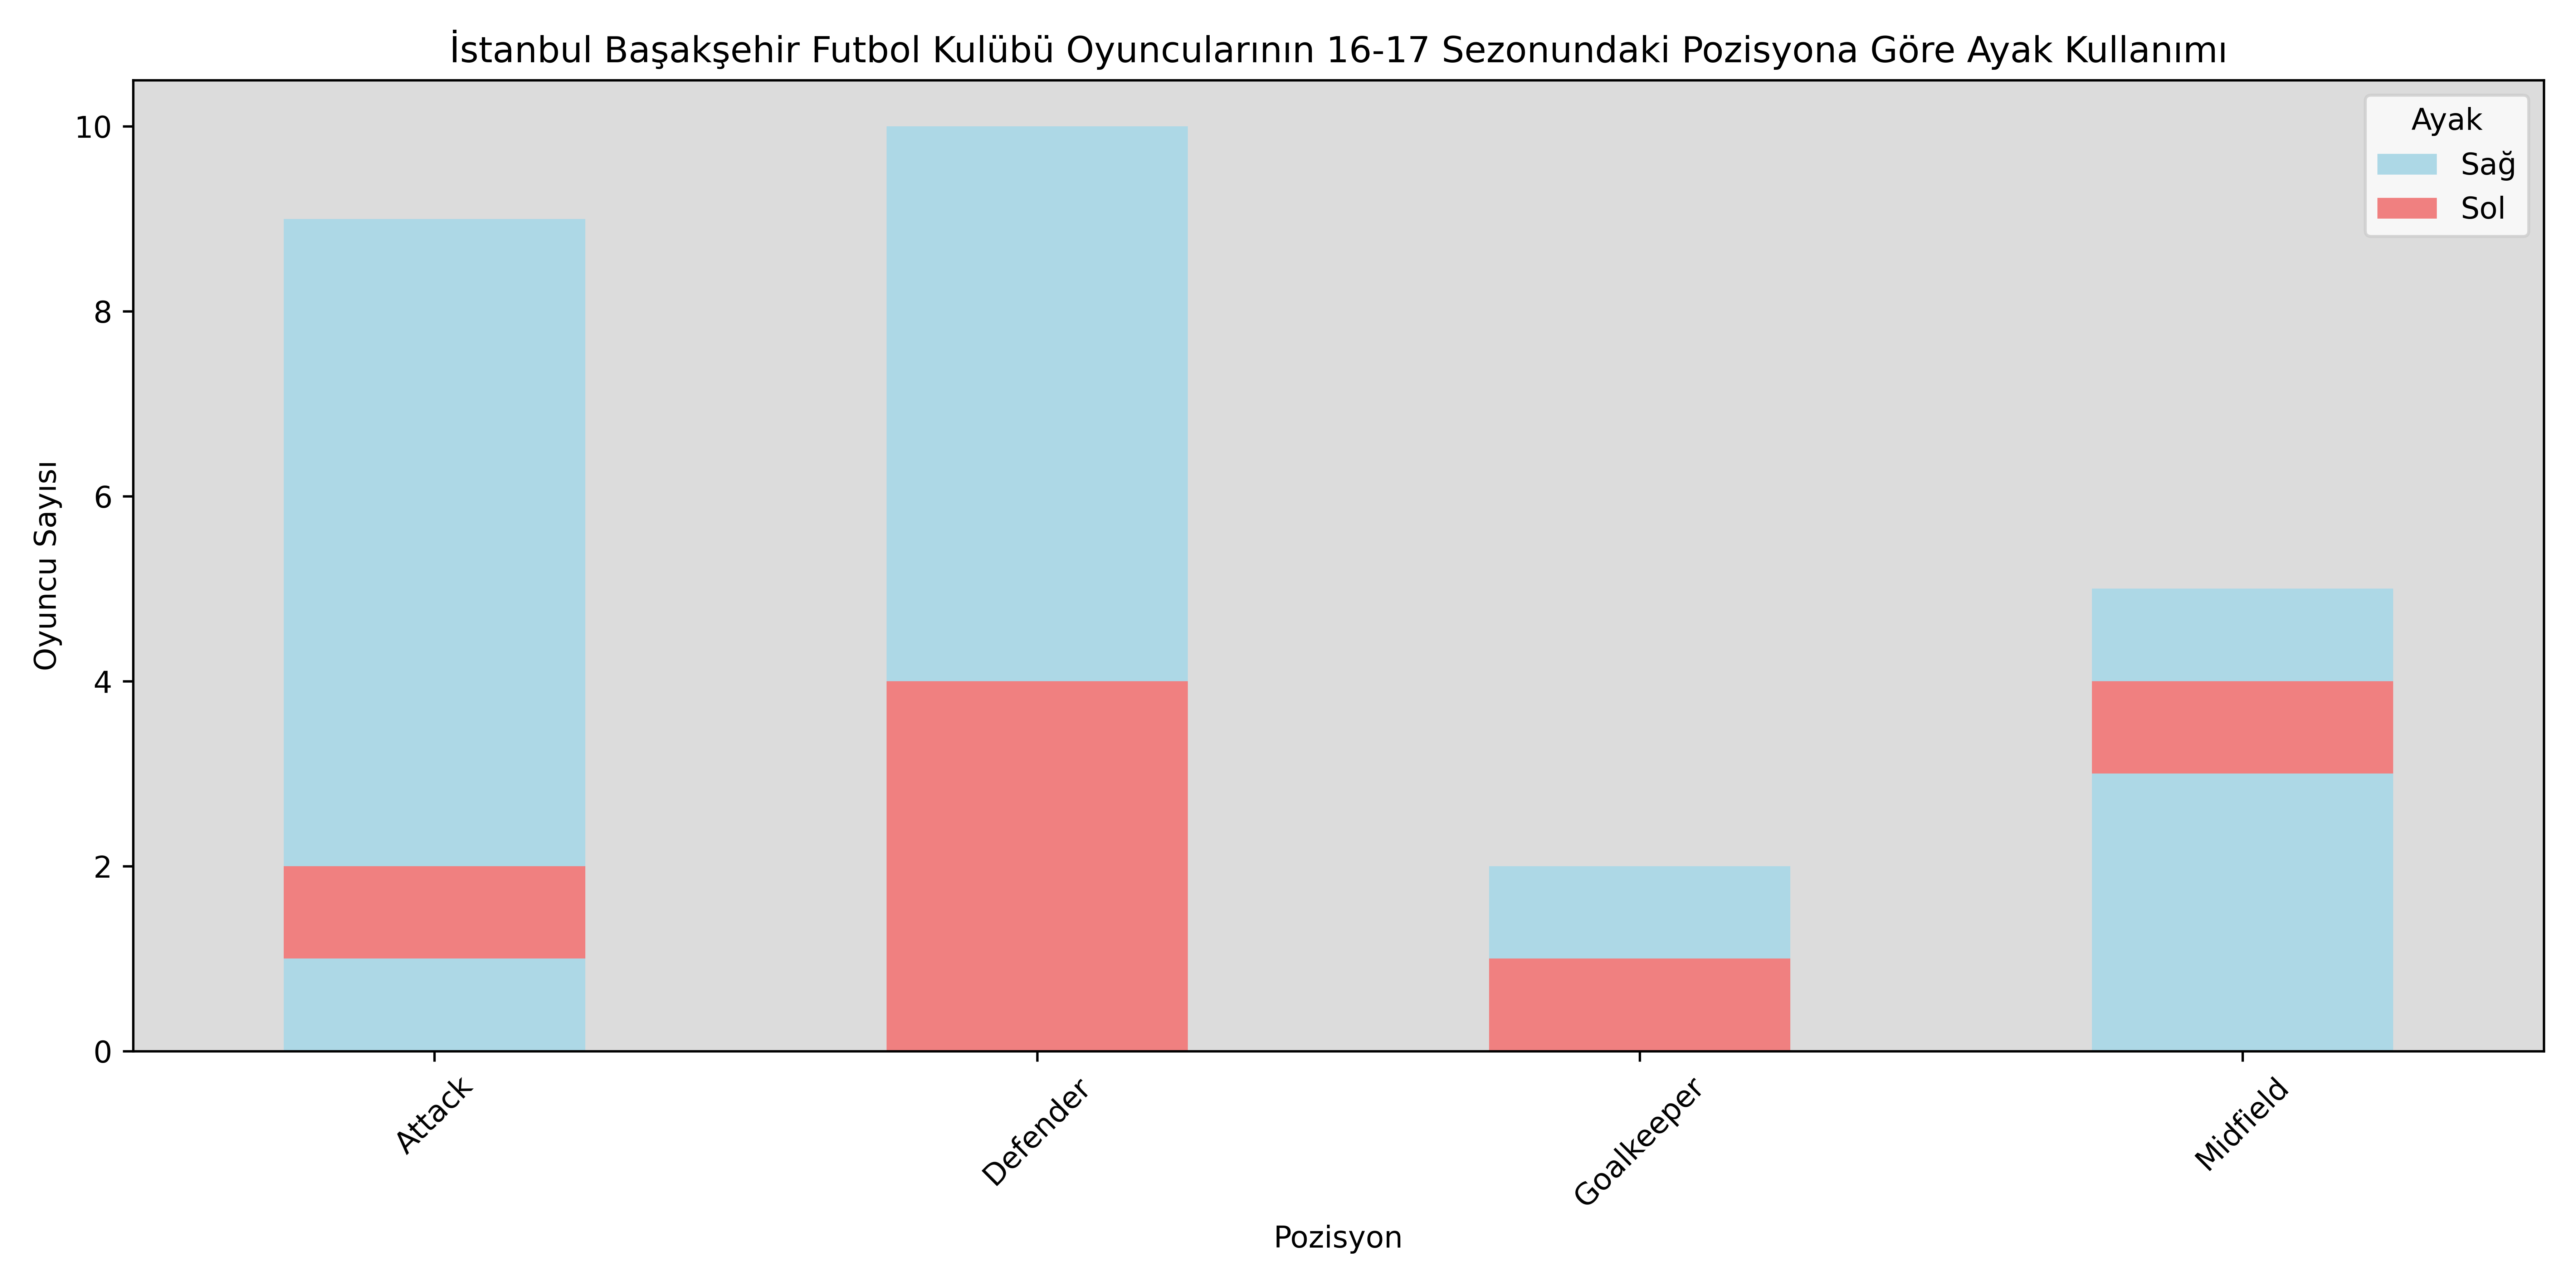 İstanbul Başakşehir Futbol Kulübü Oyuncularının 16-17 Sezonundaki Pozisyona Göre Ayak Kullanımı
Ayak
Sağ
Sol
Oyuncu Sayısı
10
8
6
4
2
0
Attack
Defender
Goalkeeper
Midfield
Pozisyon